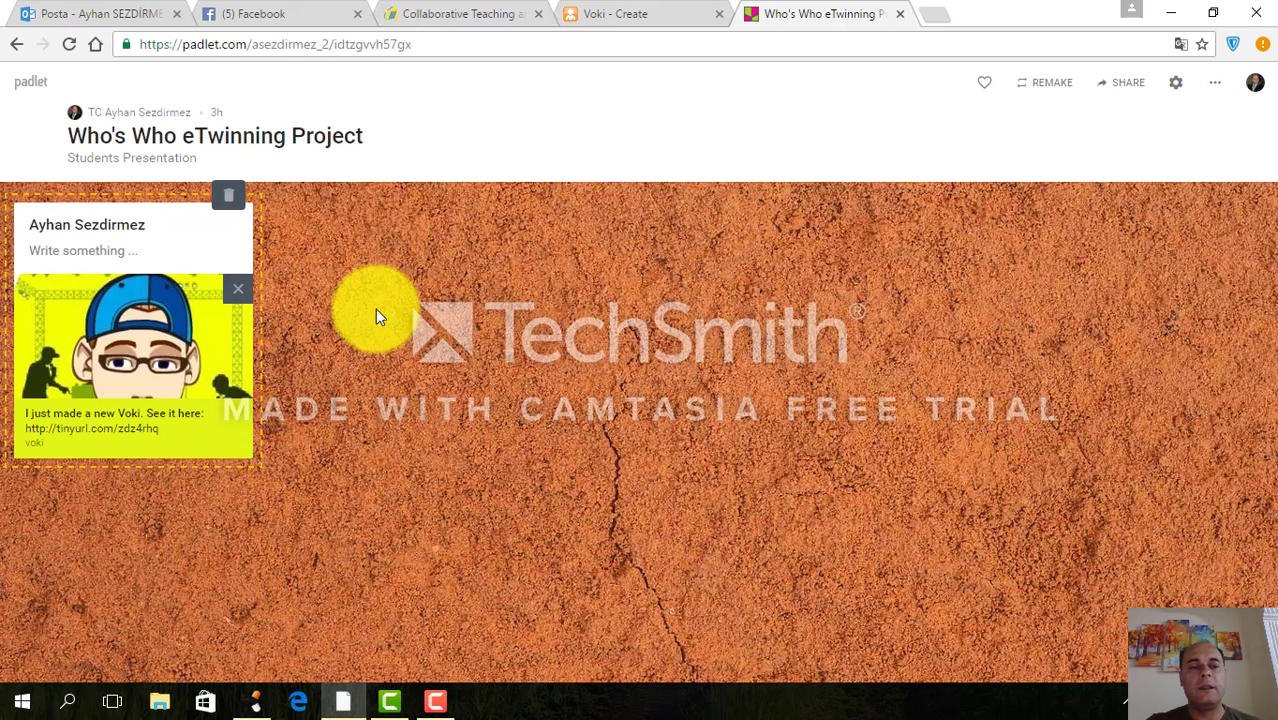 Posta - Ayhan SEZDİRME
(5) Facebook
Collaborative Teaching a
Voki - Create
Who's Who eTwinning P
https://padlet.com/asezdirmez_2/idtzgvvh57gx
padlet
REMAKE
SHARE
TC Ayhan Sezdirmez • 3h
Who's Who eTwinning Project
Students Presentation
Ayhan Sezdirmez
Write something ...
TechSmith®
MADE WITH CAMTASIA FREE TRIAL
I just made a new Voki. See it here:
http://tinyurl.com/zdz4rhq
voki